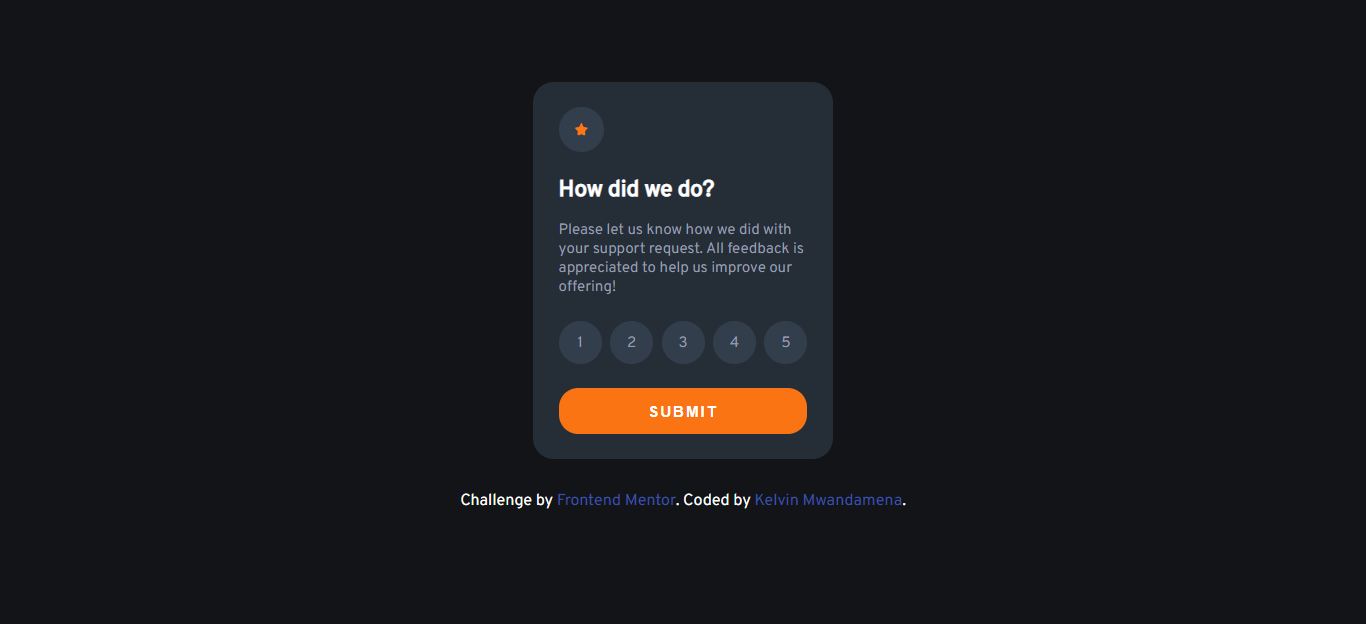 How did we do?
Please let us know how we did with
your support request. All feedback is
appreciated to help us improve our
offering!
1 2 3 4 5
SUBMIT
Challenge by Frontend Mentor. Coded by Kelvin Mwandamena.